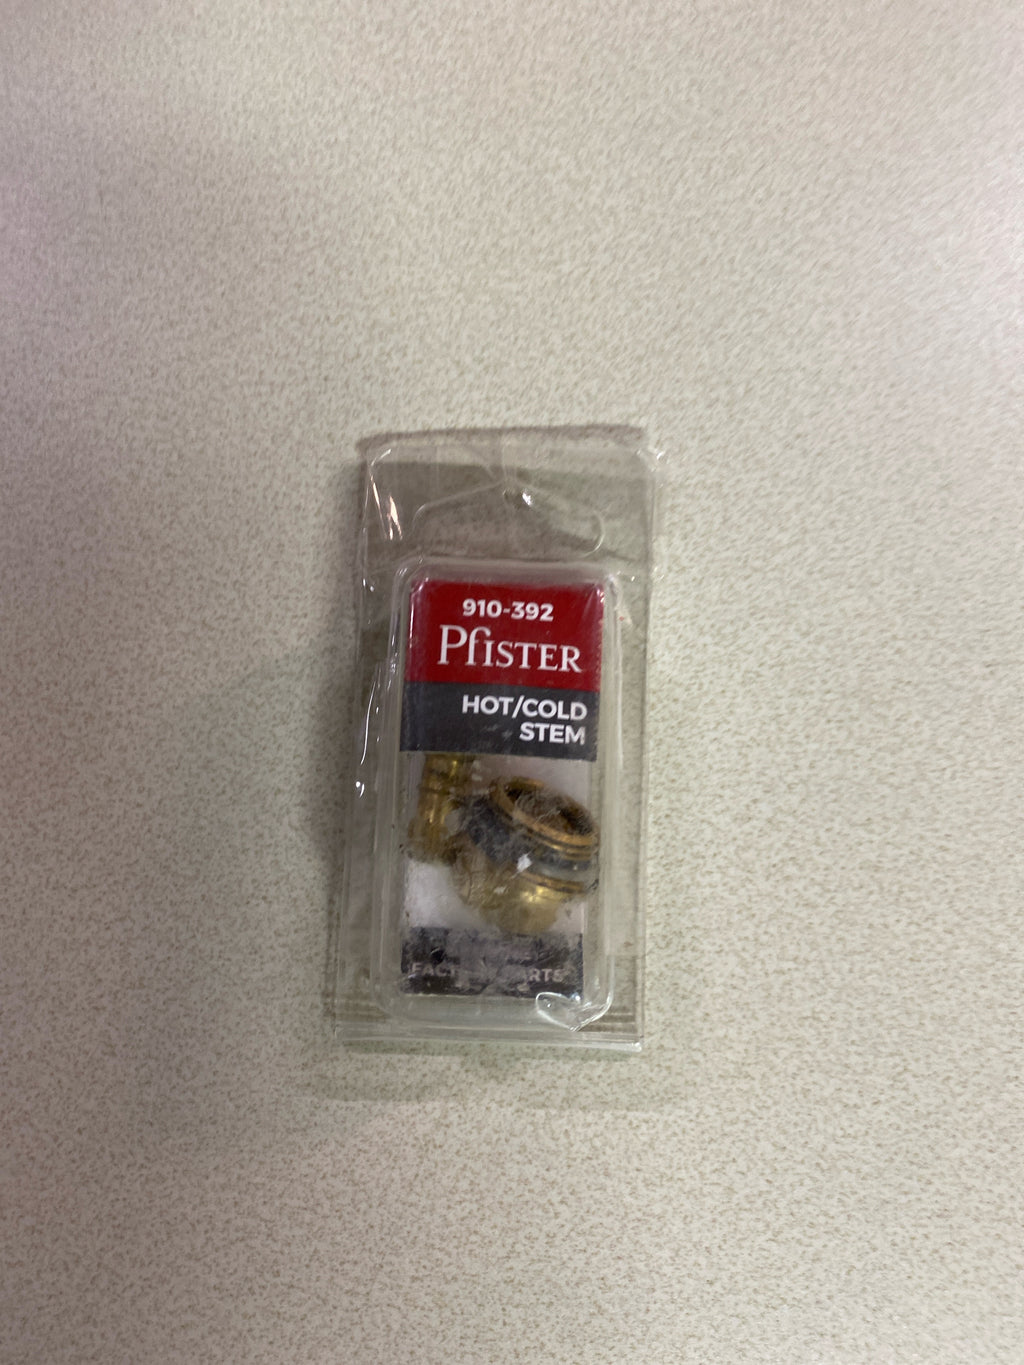 910-392
Pfister
HOT/COLD
STEM